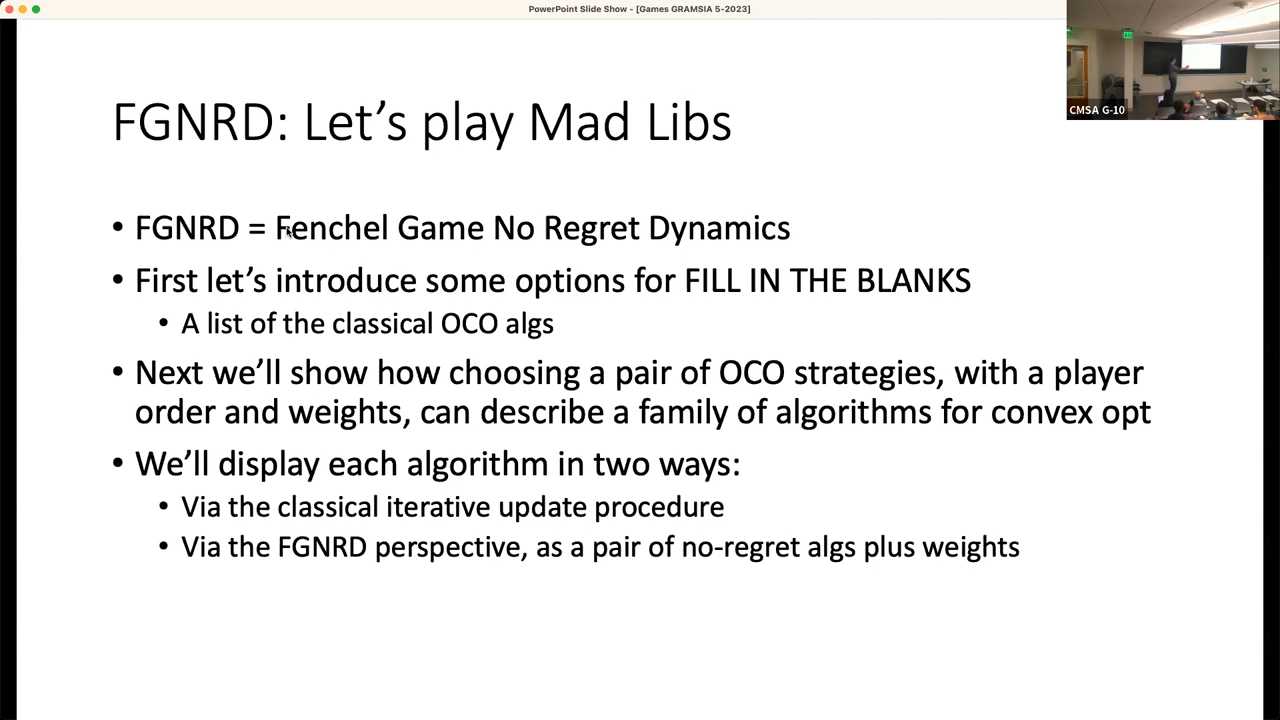 PowerPoint Slide Show - [Games GRAMSIA 5-2023]
CMSA G-10
FGNRD: Let’s play Mad Libs
• FGNRD = Fenchel Game No Regret Dynamics
• First let’s introduce some options for FILL IN THE BLANKS
• A list of the classical OCO algs
• Next we’ll show how choosing a pair of OCO strategies, with a player
order and weights, can describe a family of algorithms for convex opt
• We’ll display each algorithm in two ways:
• Via the classical iterative update procedure
• Via the FGNRD perspective, as a pair of no-regret algs plus weights